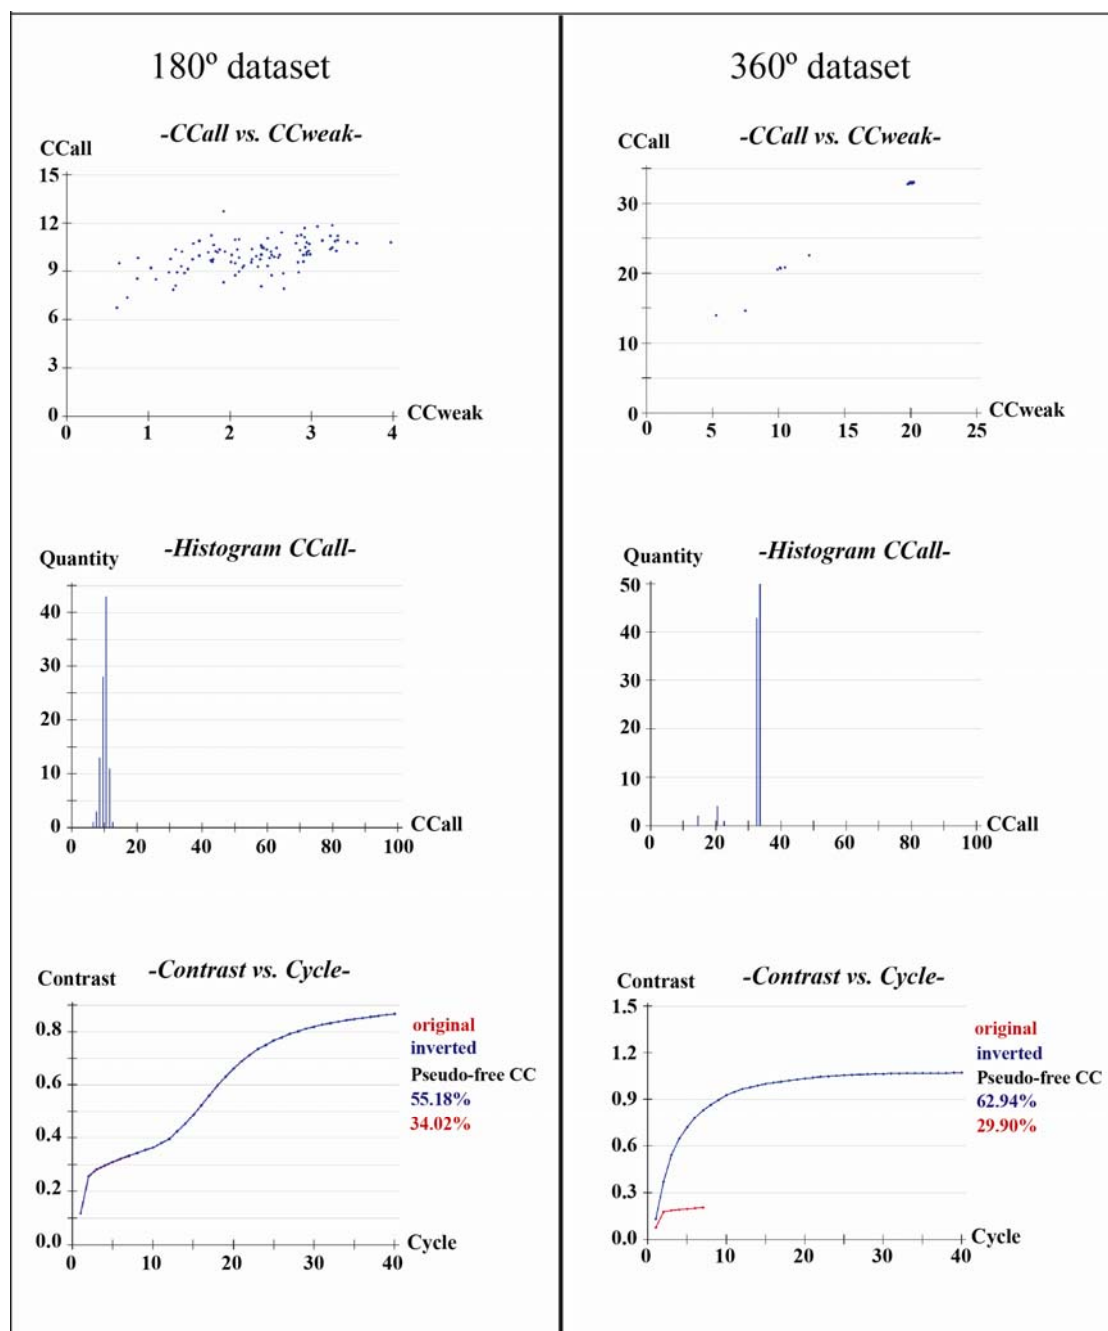 180º dataset
-CCall vs. CCweak-
CCall
15
12
9
6
3
0
0 1 2 3 4
CCweak
-Histogram CCall-
Quantity
40
30
20
10
0
0 20 40 60 80 100
CCall
-Contrast vs. Cycle-
Contrast
0.8
0.6
0.4
0.2
0.0
0 10 20 30 40
Cycle
original
inverted
Pseudo-free CC
55.18%
34.02%
360º dataset
-CCall vs. CCweak-
CCall
30
20
10
0
0 5 10 15 20 25
CCweak
-Histogram CCall-
Quantity
50
40
30
20
10
0
0 20 40 60 80 100
CCall
-Contrast vs. Cycle-
Contrast
1.5
1.2
0.9
0.6
0.3
0.0
0 10 20 30 40
Cycle
original
inverted
Pseudo-free CC
62.94%
29.90%